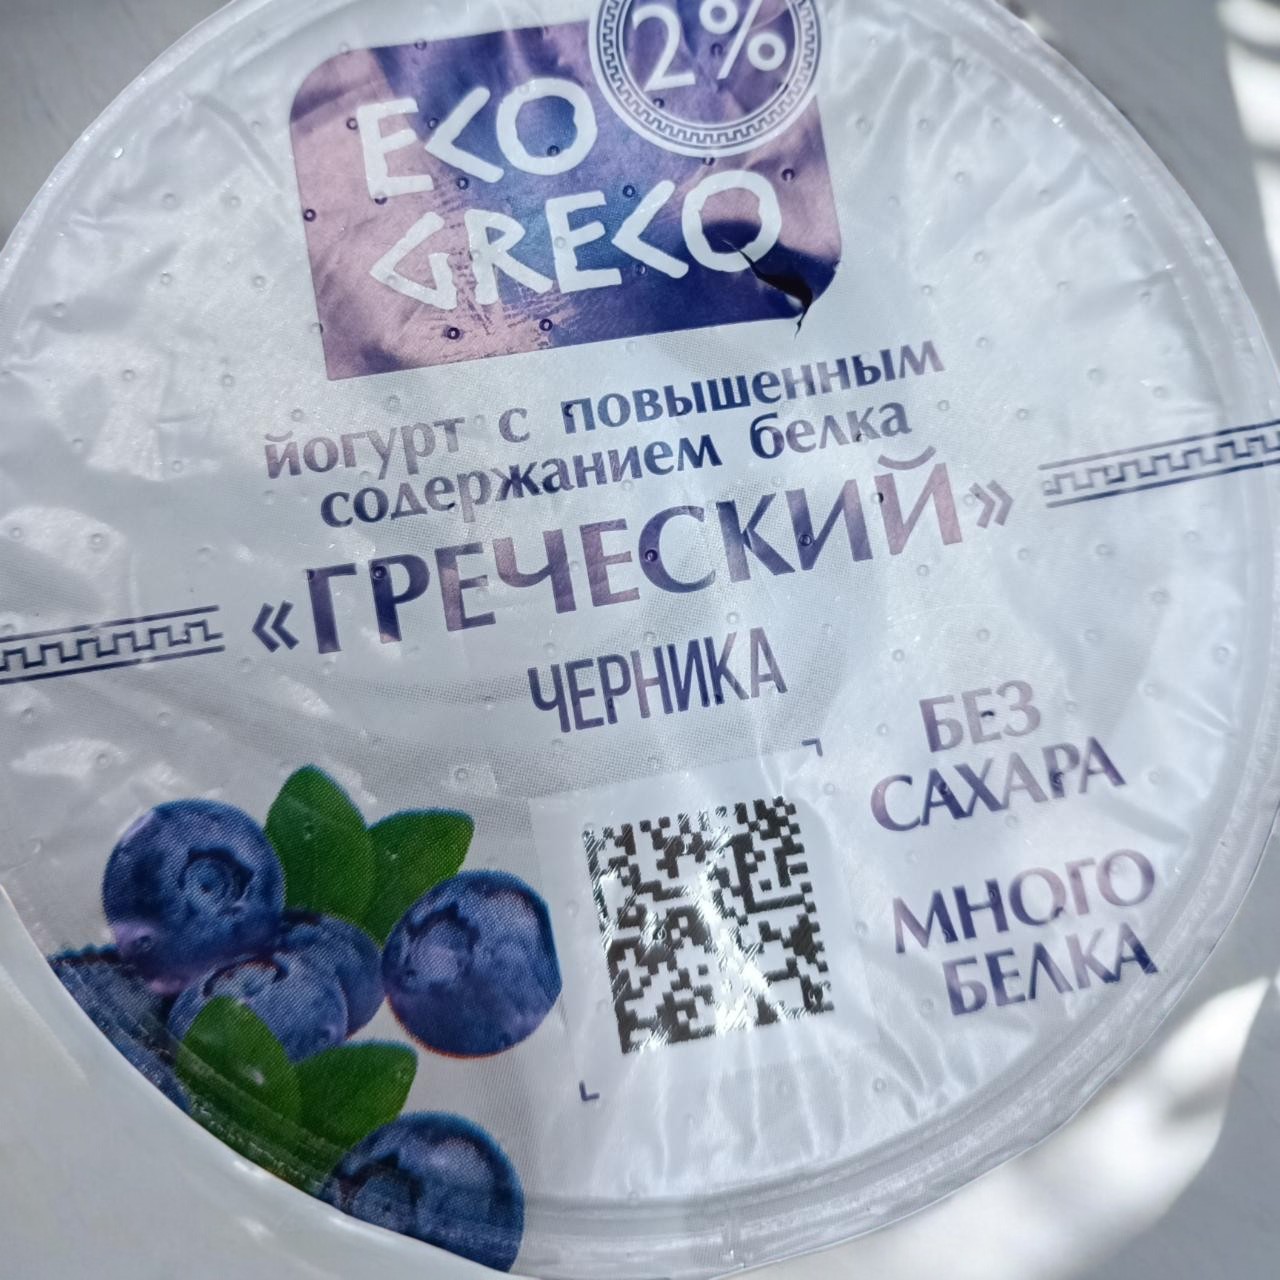 2%
ECO
GRECO
йогурт с повышенным
содержанием белка
«ГРЕЧЕСКИЙ»
ЧЕРНИКА
БЕЗ
САХАРА
МНОГО
БЕЛКА